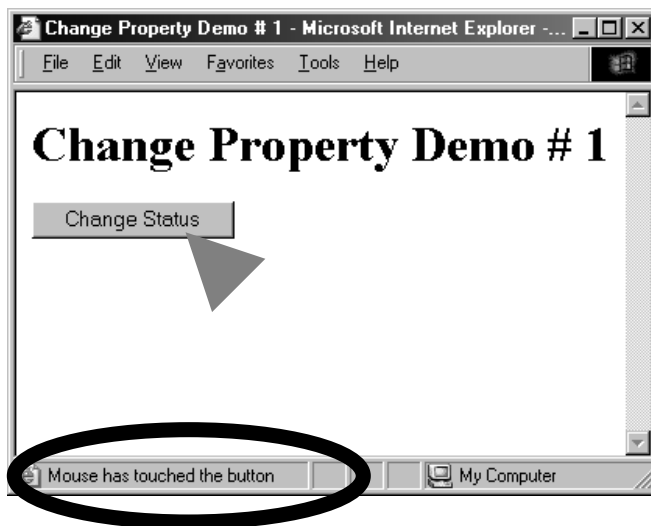 Change Property Demo # 1 - Microsoft Internet Explorer -...
File Edit View Favorites Tools Help
Change Property Demo # 1
Change Status
Mouse has touched the button
My Computer